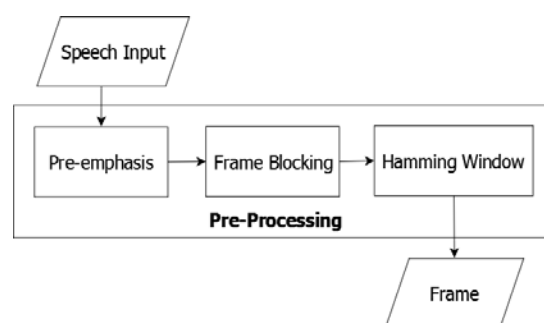 Speech Input
Pre-emphasis
Frame Blocking
Hamming Window
Pre-Processing
Frame